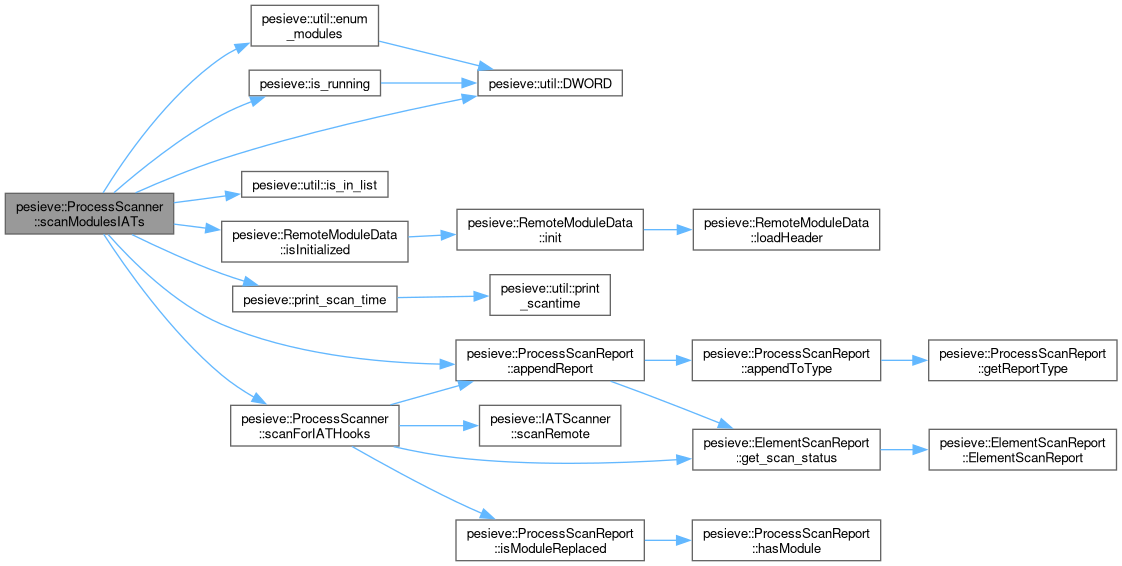 pesieve::util::enum
_modules
pesieve::is_running
pesieve::util::DWORD
pesieve::ProcessScanner
::scanModulesIATs
pesieve::util::is_in_list
pesieve::RemoteModuleData
::isInitialized
pesieve::RemoteModuleData
::init
pesieve::RemoteModuleData
::loadHeader
pesieve::print_scan_time
pesieve::util::print
_scantime
pesieve::ProcessScanReport
::appendReport
pesieve::ProcessScanReport
::appendToType
pesieve::ProcessScanReport
::getReportType
pesieve::ProcessScanner
::scanForIATHooks
pesieve::IATScanner
::scanRemote
pesieve::ElementScanReport
::get_scan_status
pesieve::ElementScanReport
::ElementScanReport
pesieve::ProcessScanReport
::isModuleReplaced
pesieve::ProcessScanReport
::hasModule